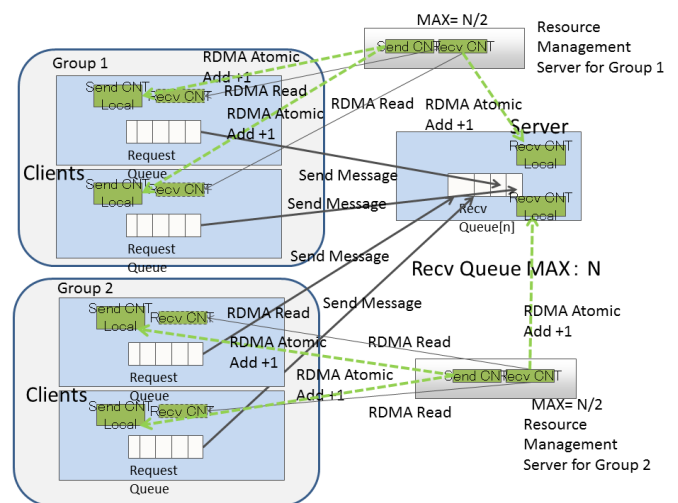 MAX= N/2
Send CNT
Recv CNT
Resource
Management
Server for Group 1
Group 1
RDMA Atomic
Add +1
Send CNT
Local
Recv CNT
RDMA Read
RDMA Atomic
Add +1
RDMA Read
RDMA Atomic
Add +1
Server
Recv CNT
Local
Request
Queue
Clients
Send CNT
Local
Recv CNT
Send Message
Send Message
Recv CNT
Local
Recv
Queue[n]
Request
Queue
Send Message
Recv Queue MAX： N
Group 2
Send CNT
Local
Recv CNT
RDMA Read
Send Message
RDMA Atomic
Add +1
RDMA Atomic
Add +1
RDMA Read
Request
Queue
Clients
Send CNT
Local
Recv CNT
RDMA Atomic
Add +1
Send CNT
Recv CNT
RDMA Read
MAX= N/2
Resource
Management
Server for Group 2
Request
Queue